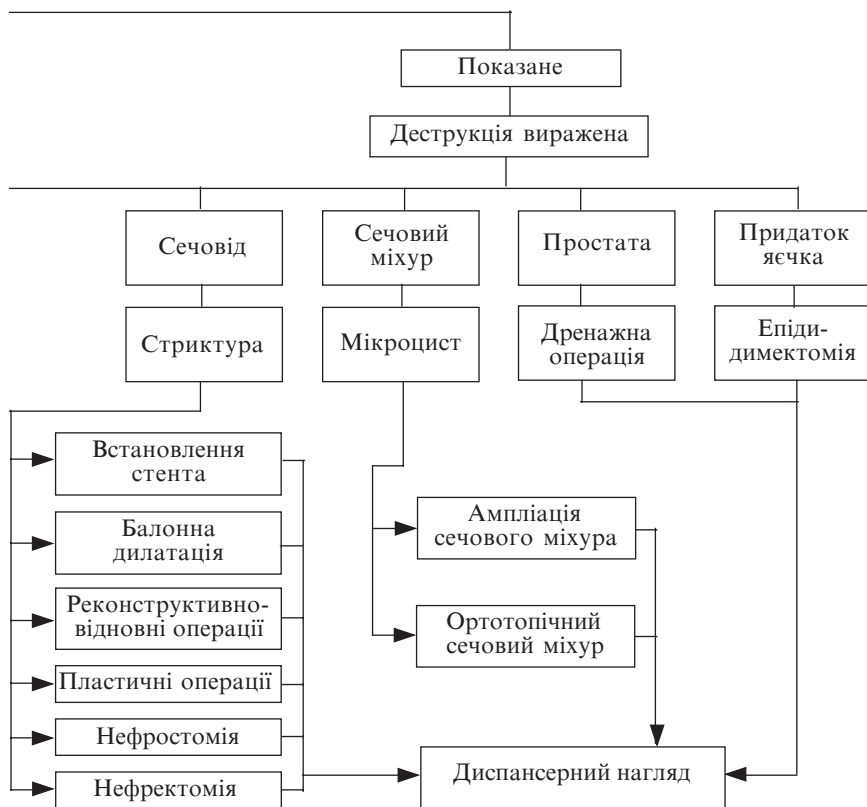 Показане
Деструкція виражена
Сечовід
Сечовий
міхур
Простата
Придаток
яєчка
Стриктура
Мікроцист
Дренажна
операція
Епіди-
димектомія
Встановлення
стента
Балонна
дилатація
Реконструктивно-
відновні операції
Пластичні операції
Нефростомія
Нефректомія
Ампліація
сечового міхура
Ортотопічний
сечовий міхур
Диспансерний нагляд